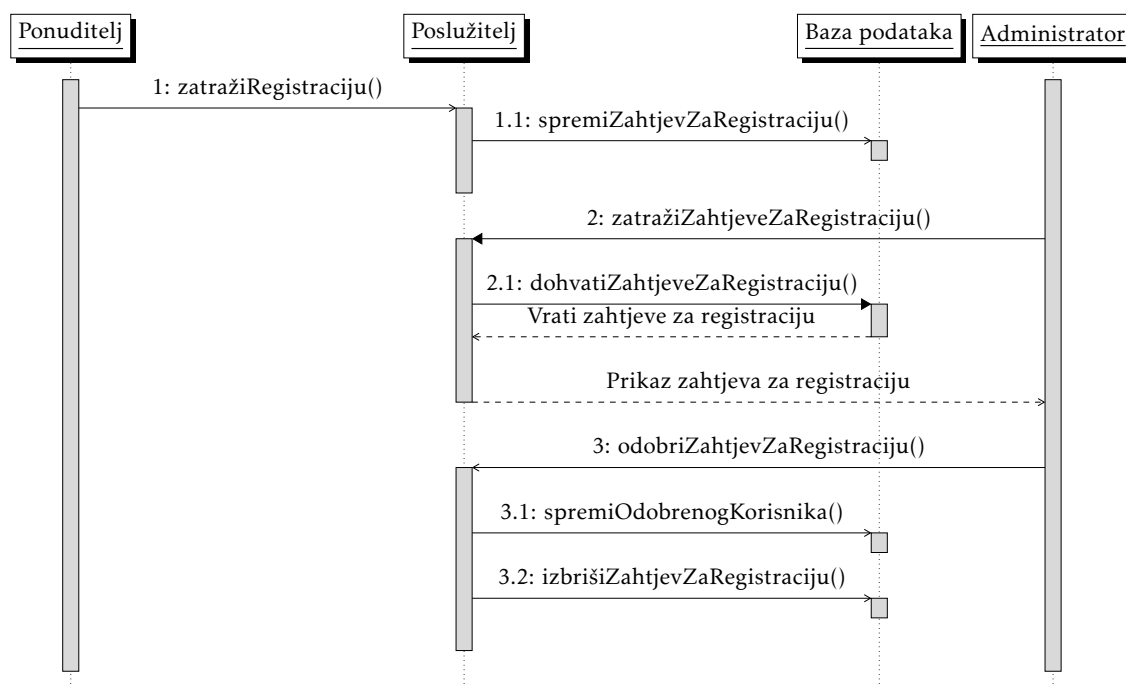 Ponuditelj
Poslužitelj
Baza podataka
Administrator
1: zatražiRegistraciju()
1.1: spremiZahtjevZaRegistraciju()
2: zatražiZahtjeveZaRegistraciju()
2.1: dohvatiZahtjeveZaRegistraciju()
Vrati zahtjeve za registraciju
Prikaz zahtjeva za registraciju
3: odobriZahtjevZaRegistraciju()
3.1: spremiOdobrenogKorisnika()
3.2: izbrišiZahtjevZaRegistraciju()